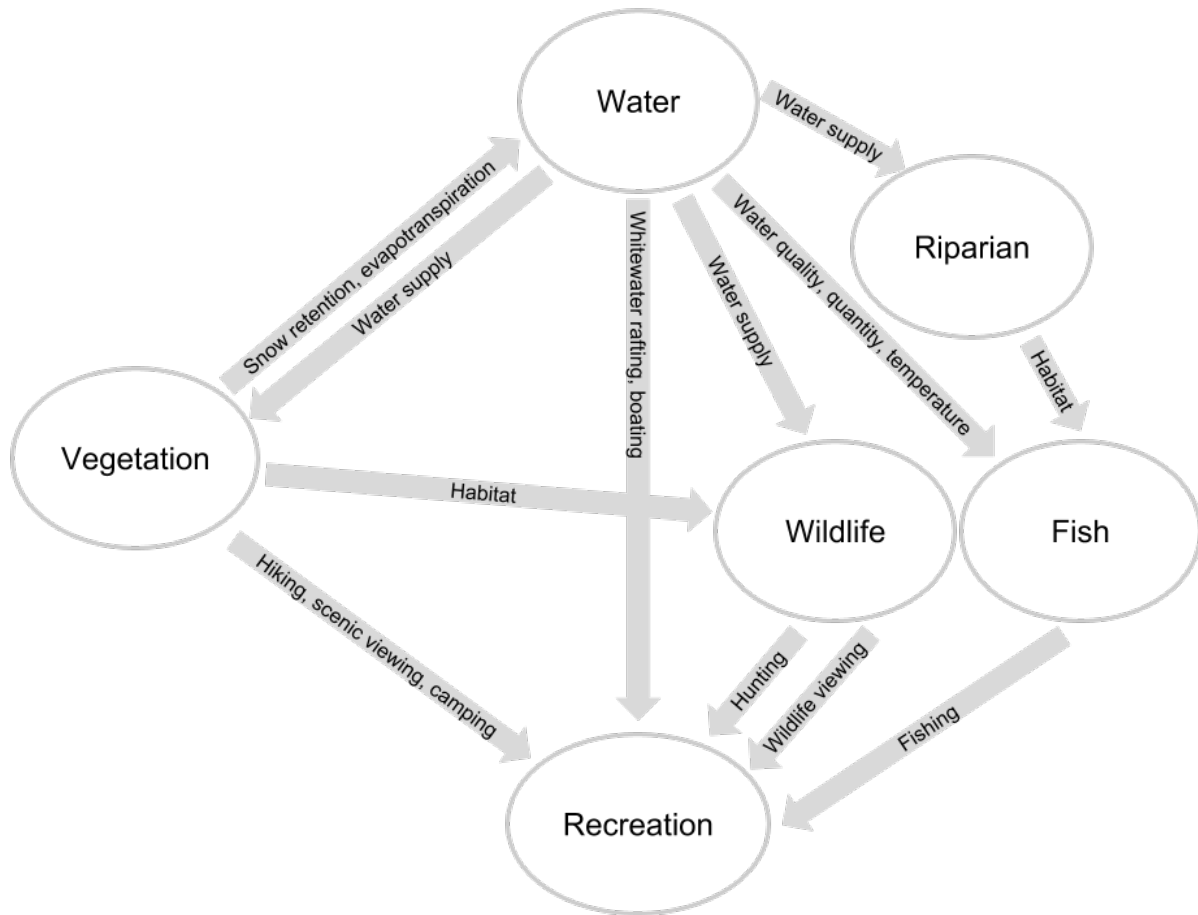 Water
Water supply
Riparian
Snow retention, evapotranspiration
Water supply
Whitewater rafting, boating
Water supply
Water quality, quantity, temperature
Habitat
Vegetation
Habitat
Wildlife
Fish
Hiking, scenic viewing, camping
Hunting
Wildlife viewing
Fishing
Recreation